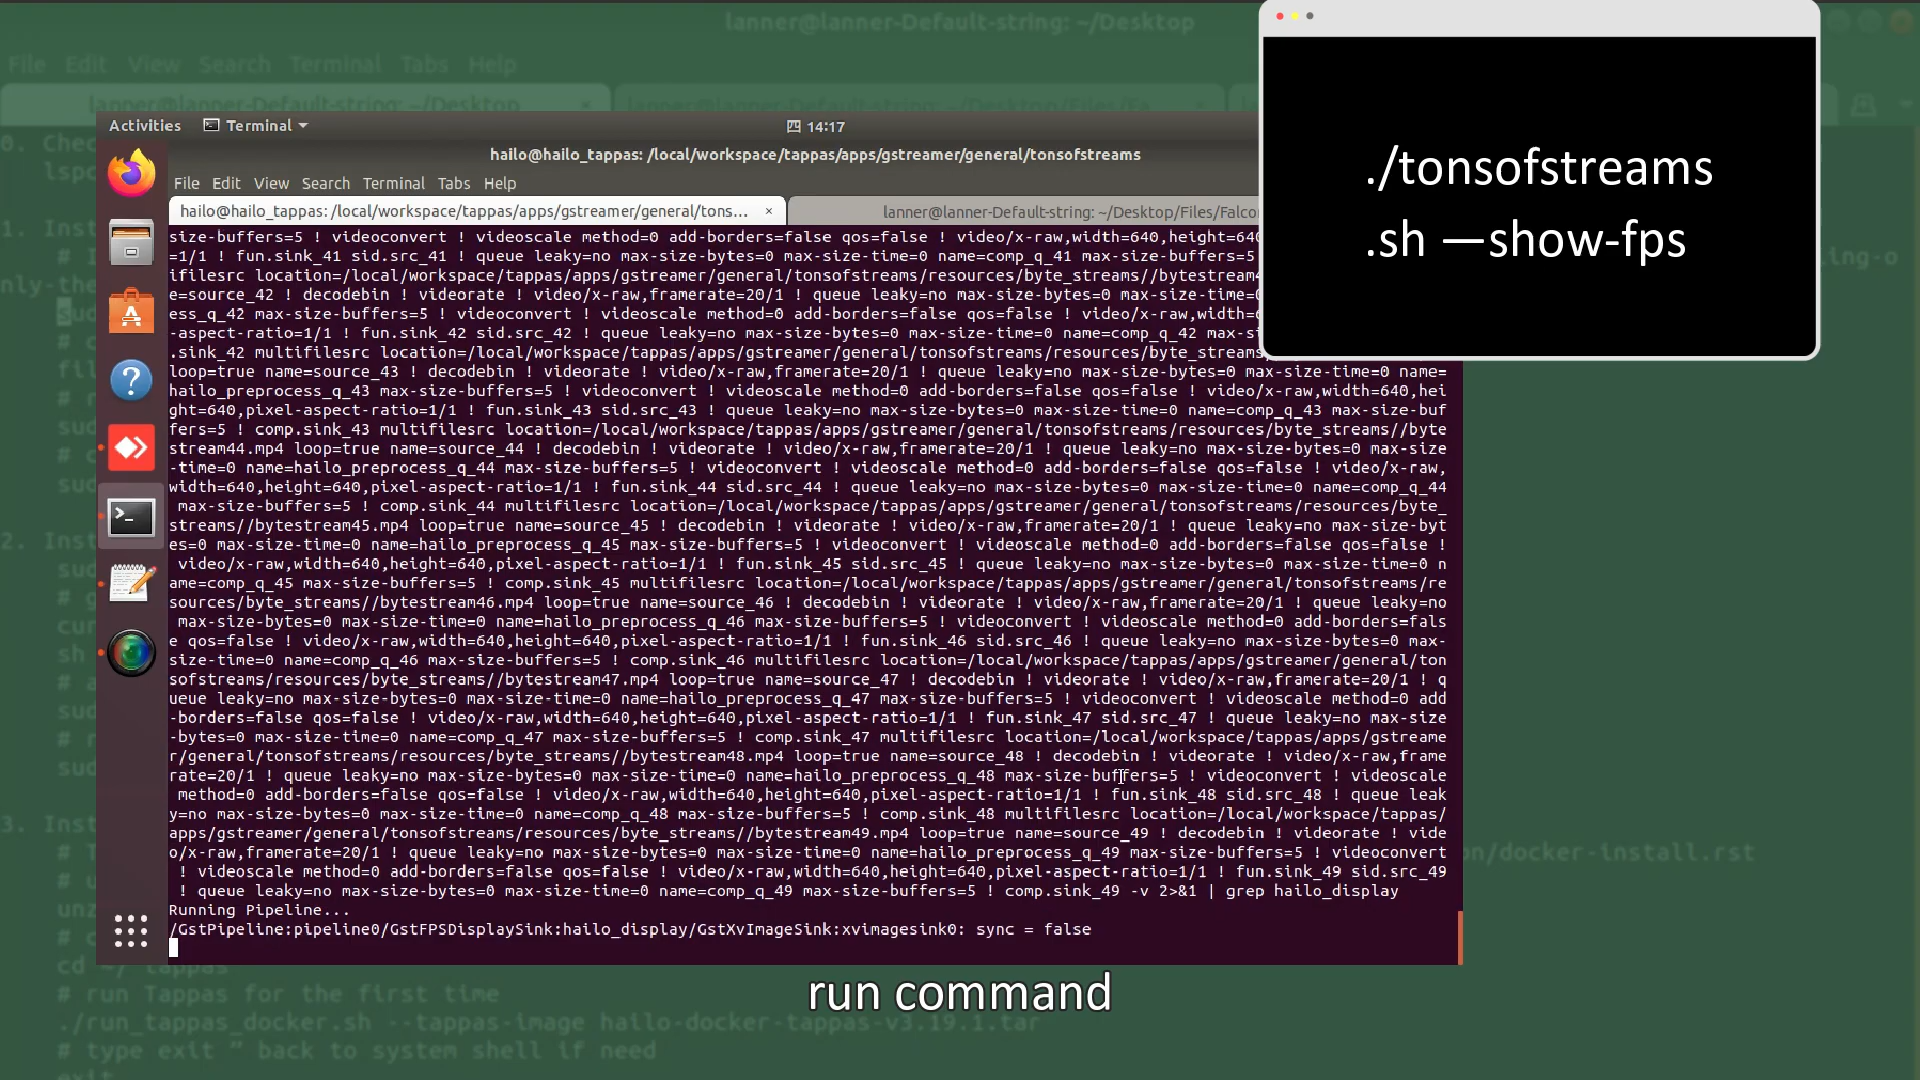 lanner@lanner-Default-string: ~/Desktop
File Edit View Search Terminal Tabs Help
lanner@lanner-Default-string: ~/Desktop
lanner@lanner-Default-string: ~/Desktop/Files/Fa
./tonsofstreams
.sh —show-fps
Activities
Terminal
四 14:17
hailo@hailo_tappas: /local/workspace/tappas/apps/gstreamer/general/tonsofstreams
File Edit View Search Terminal Tabs Help
hailo@hailo_tappas: /local/workspace/tappas/apps/gstreamer/general/tons... ×
lanner@lanner-Default-string: ~/Desktop/Files/Falco
size-buffers=5 ! videoconvert ! videoscale method=0 add-borders=false qos=false ! video/x-raw,width=640,height=640
=1/1 ! fun.sink_41 sid.src_41 ! queue leaky=no max-size-bytes=0 max-size-time=0 name=comp_q_41 max-size-buffers=5
ifilesrc location=/local/workspace/tappas/apps/gstreamer/general/tonsofstreams/resources/byte_streams//bytestream4
e=source_42 ! decodebin ! videorate ! video/x-raw,framerate=20/1 ! queue leaky=no max-size-bytes=0 max-size-time=0
ess_q_42 max-size-buffers=5 ! videoconvert ! videoscale method=0 add-borders=false qos=false ! video/x-raw,width=6
-aspect-ratio=1/1 ! fun.sink_42 sid.src_42 ! queue leaky=no max-size-bytes=0 max-size-time=0 name=comp_q_42 max-si
.sink_42 multifilesrc location=/local/workspace/tappas/apps/gstreamer/general/tonsofstreams/resources/byte_streams
loop=true name=source_43 ! decodebin ! videorate ! video/x-raw,framerate=20/1 ! queue leaky=no max-size-bytes=0 max-size-time=0 name=
hailo_preprocess_q_43 max-size-buffers=5 ! videoconvert ! videoscale method=0 add-borders=false qos=false ! video/x-raw,width=640,hei
ght=640,pixel-aspect-ratio=1/1 ! fun.sink_43 sid.src_43 ! queue leaky=no max-size-bytes=0 max-size-time=0 name=comp_q_43 max-size-buf
fers=5 ! comp.sink_43 multifilesrc location=/local/workspace/tappas/apps/gstreamer/general/tonsofstreams/resources/byte_streams//byte
stream44.mp4 loop=true name=source_44 ! decodebin ! videorate ! video/x-raw,framerate=20/1 ! queue leaky=no max-size-bytes=0 max-size
-time=0 name=hailo_preprocess_q_44 max-size-buffers=5 ! videoconvert ! videoscale method=0 add-borders=false qos=false ! video/x-raw,
width=640,height=640,pixel-aspect-ratio=1/1 ! fun.sink_44 sid.src_44 ! queue leaky=no max-size-bytes=0 max-size-time=0 name=comp_q_44
max-size-buffers=5 ! comp.sink_44 multifilesrc location=/local/workspace/tappas/apps/gstreamer/general/tonsofstreams/resources/byte_
streams//bytestream45.mp4 loop=true name=source_45 ! decodebin ! videorate ! video/x-raw,framerate=20/1 ! queue leaky=no max-size-byt
es=0 max-size-time=0 name=hailo_preprocess_q_45 max-size-buffers=5 ! videoconvert ! videoscale method=0 add-borders=false qos=false !
video/x-raw,width=640,height=640,pixel-aspect-ratio=1/1 ! fun.sink_45 sid.src_45 ! queue leaky=no max-size-bytes=0 max-size-time=0 n
ame=comp_q_45 max-size-buffers=5 ! comp.sink_45 multifilesrc location=/local/workspace/tappas/apps/gstreamer/general/tonsofstreams/re
sources/byte_streams//bytestream46.mp4 loop=true name=source_46 ! decodebin ! videorate ! video/x-raw,framerate=20/1 ! queue leaky=no
max-size-bytes=0 max-size-time=0 name=hailo_preprocess_q_46 max-size-buffers=5 ! videoconvert ! videoscale method=0 add-borders=fals
e qos=false ! video/x-raw,width=640,height=640,pixel-aspect-ratio=1/1 ! fun.sink_46 sid.src_46 ! queue leaky=no max-size-bytes=0 max-
size-time=0 name=comp_q_46 max-size-buffers=5 ! comp.sink_46 multifilesrc location=/local/workspace/tappas/apps/gstreamer/general/ton
sofstreams/resources/byte_streams//bytestream47.mp4 loop=true name=source_47 ! decodebin ! videorate ! video/x-raw,framerate=20/1 ! q
ueue leaky=no max-size-bytes=0 max-size-time=0 name=hailo_preprocess_q_47 max-size-buffers=5 ! videoconvert ! videoscale method=0 add
-borders=false qos=false ! video/x-raw,width=640,height=640,pixel-aspect-ratio=1/1 ! fun.sink_47 sid.src_47 ! queue leaky=no max-size
-bytes=0 max-size-time=0 name=comp_q_47 max-size-buffers=5 ! comp.sink_47 multifilesrc location=/local/workspace/tappas/apps/gstreame
r/general/tonsofstreams/resources/byte_streams//bytestream48.mp4 loop=true name=source_48 ! decodebin ! videorate ! video/x-raw,frame
rate=20/1 ! queue leaky=no max-size-bytes=0 max-size-time=0 name=hailo_preprocess_q_48 max-size-buffers=5 ! videoconvert ! videoscale
method=0 add-borders=false qos=false ! video/x-raw,width=640,height=640,pixel-aspect-ratio=1/1 ! fun.sink_48 sid.src_48 ! queue leak
y=no max-size-bytes=0 max-size-time=0 name=comp_q_48 max-size-buffers=5 ! comp.sink_48 multifilesrc location=/local/workspace/tappas/
apps/gstreamer/general/tonsofstreams/resources/byte_streams//bytestream49.mp4 loop=true name=source_49 ! decodebin ! videorate ! vide
o/x-raw,framerate=20/1 ! queue leaky=no max-size-bytes=0 max-size-time=0 name=hailo_preprocess_q_49 max-size-buffers=5 ! videoconvert
! videoscale method=0 add-borders=false qos=false ! video/x-raw,width=640,height=640,pixel-aspect-ratio=1/1 ! fun.sink_49 sid.src_49
! queue leaky=no max-size-bytes=0 max-size-time=0 name=comp_q_49 max-size-buffers=5 ! comp.sink_49 -v 2>&1 | grep hailo_display
Running Pipeline...
/GstPipeline:pipeline0/GstFPSDisplaySink:hailo_display/GstXvImageSink:xvimagesink0: sync = false
0. Chec
lspc
1. Inst
# I
ing-o
nly-the
sud
# c
fil
# r
sud
# c
sud
2. Inst
sud
# g
cur
sh
# a
sud
# r
sud
3. Inst
# T
on/docker-install.rst
# u
unz
# c
cd ~/ tappas
# run Tappas for the first time
./run_tappas_docker.sh --tappas-image hailo-docker-tappas-v3.19.1.tar
# type exit ” back to system shell if need
exit
run command